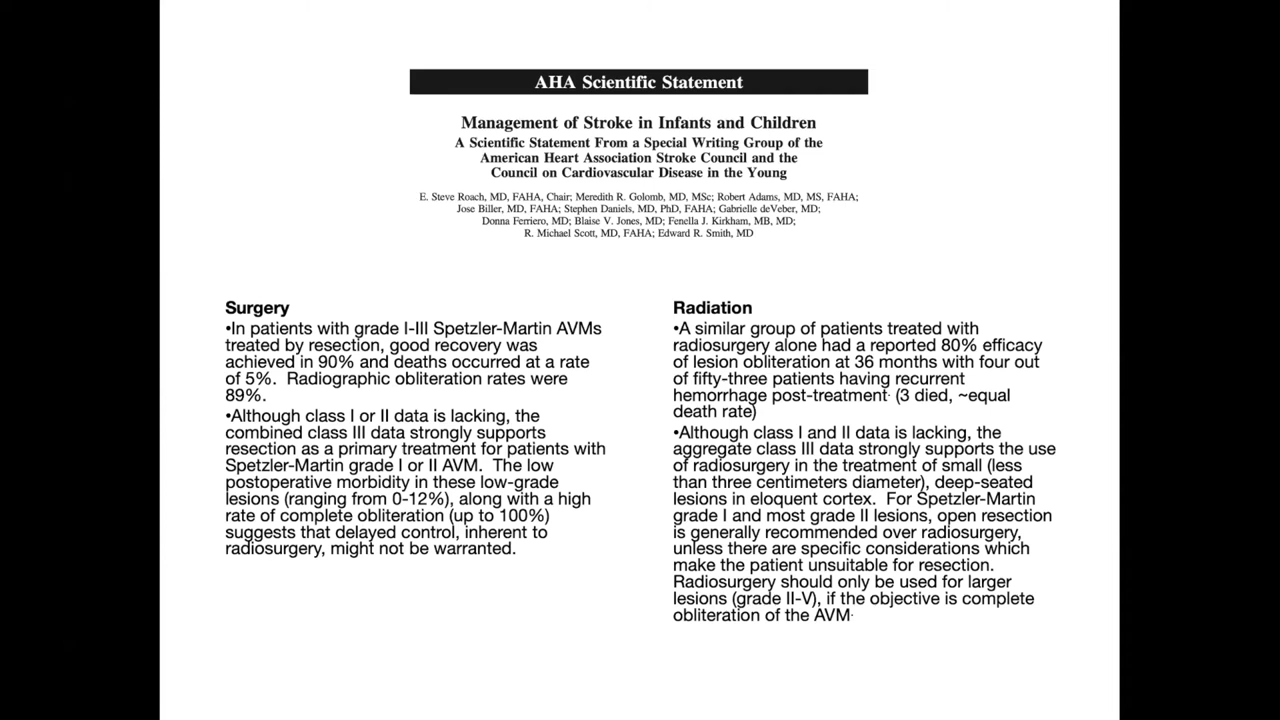 AHA Scientific Statement
Management of Stroke in Infants and Children
A Scientific Statement From a Special Writing Group of the
American Heart Association Stroke Council and the
Council on Cardiovascular Disease in the Young
E. Steve Roach, MD, FAHA, Chair; Meredith R. Golomb, MD, MSc; Robert Adams, MD, MS, FAHA;
Jose Biller, MD, FAHA; Stephen Daniels, MD, PhD, FAHA; Gabrielle deVeber, MD;
Donna Ferriero, MD; Blaise V. Jones, MD; Fenella J. Kirkham, MB, MD;
R. Michael Scott, MD, FAHA; Edward R. Smith, MD
Surgery
•In patients with grade I-III Spetzler-Martin AVMs
treated by resection, good recovery was
achieved in 90% and deaths occurred at a rate
of 5%. Radiographic obliteration rates were
89%.
•Although class I or II data is lacking, the
combined class III data strongly supports
resection as a primary treatment for patients with
Spetzler-Martin grade I or II AVM. The low
postoperative morbidity in these low-grade
lesions (ranging from 0-12%), along with a high
rate of complete obliteration (up to 100%)
suggests that delayed control, inherent to
radiosurgery, might not be warranted.
Radiation
•A similar group of patients treated with
radiosurgery alone had a reported 80% efficacy
of lesion obliteration at 36 months with four out
of fifty-three patients having recurrent
hemorrhage post-treatment (3 died, ~equal
death rate)
•Although class I and II data is lacking, the
aggregate class III data strongly supports the use
of radiosurgery in the treatment of small (less
than three centimeters diameter), deep-seated
lesions in eloquent cortex. For Spetzler-Martin
grade I and most grade II lesions, open resection
is generally recommended over radiosurgery,
unless there are specific considerations which
make the patient unsuitable for resection.
Radiosurgery should only be used for larger
lesions (grade II-V), if the objective is complete
obliteration of the AVM